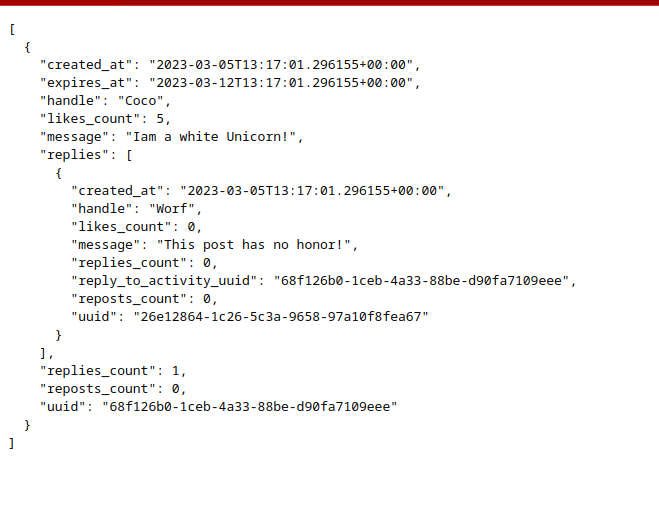 [
  {
    "created_at": "2023-03-05T13:17:01.296155+00:00",
    "expires_at": "2023-03-12T13:17:01.296155+00:00",
    "handle": "Coco",
    "likes_count": 5,
    "message": "Iam a white Unicorn!",
    "replies": [
      {
        "created_at": "2023-03-05T13:17:01.296155+00:00",
        "handle": "Worf",
        "likes_count": 0,
        "message": "This post has no honor!",
        "replies_count": 0,
        "reply_to_activity_uuid": "68f126b0-1ceb-4a33-88be-d90fa7109eee",
        "reposts_count": 0,
        "uuid": "26e12864-1c26-5c3a-9658-97a10f8fea67"
      }
    ],
    "replies_count": 1,
    "reposts_count": 0,
    "uuid": "68f126b0-1ceb-4a33-88be-d90fa7109eee"
  }
]